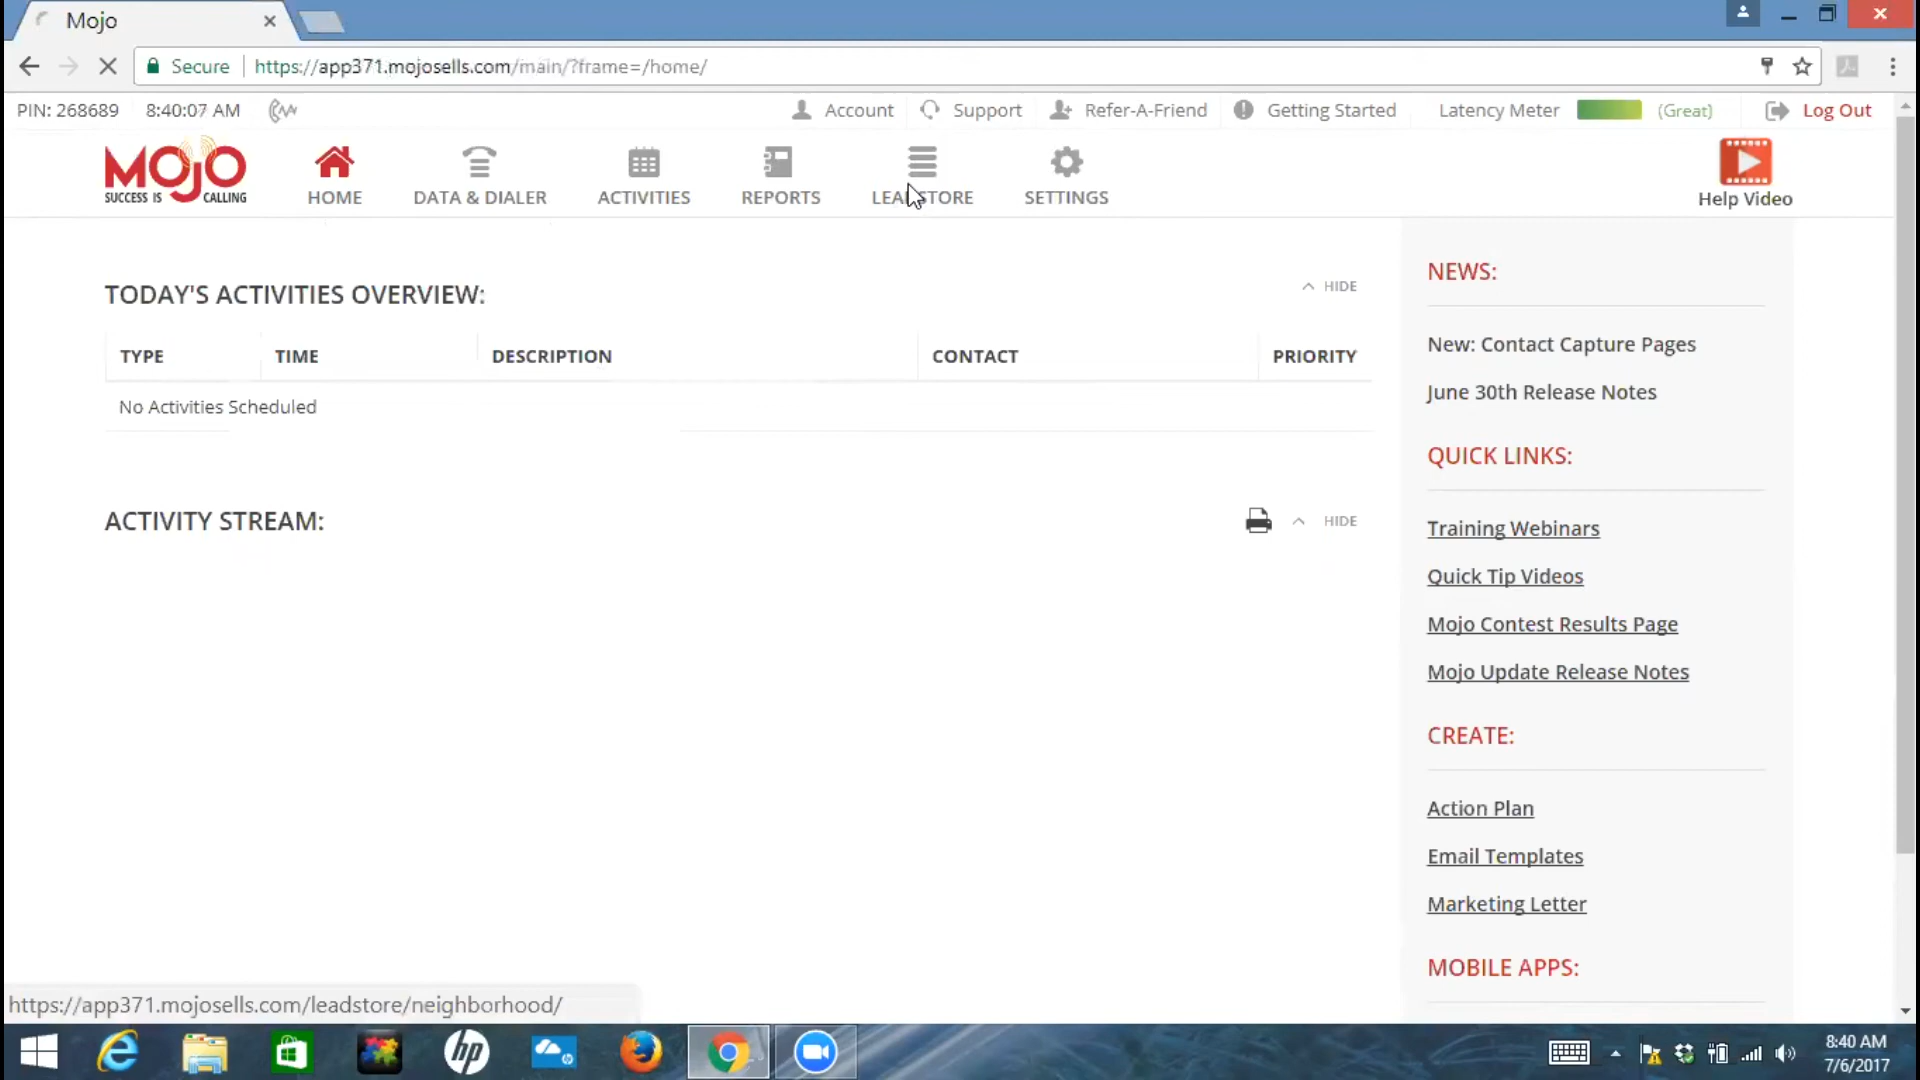 Mojo
Secure https://app371.mojosells.com/main/?frame=/home/
PIN: 268689 8:40:07 AM Account Support Refer-A-Friend Getting Started Latency Meter (Great) Log Out
MOJO
SUCCESS IS CALLING
HOME DATA & DIALER ACTIVITIES REPORTS LEADSTORE SETTINGS Help Video
TODAY'S ACTIVITIES OVERVIEW: HIDE
TYPE TIME DESCRIPTION CONTACT PRIORITY
No Activities Scheduled
ACTIVITY STREAM: HIDE
NEWS:
New: Contact Capture Pages
June 30th Release Notes
QUICK LINKS:
Training Webinars
Quick Tip Videos
Mojo Contest Results Page
Mojo Update Release Notes
CREATE:
Action Plan
Email Templates
Marketing Letter
MOBILE APPS:
https://app371.mojosells.com/leadstore/neighborhood/
hp
8:40 AM
7/6/2017